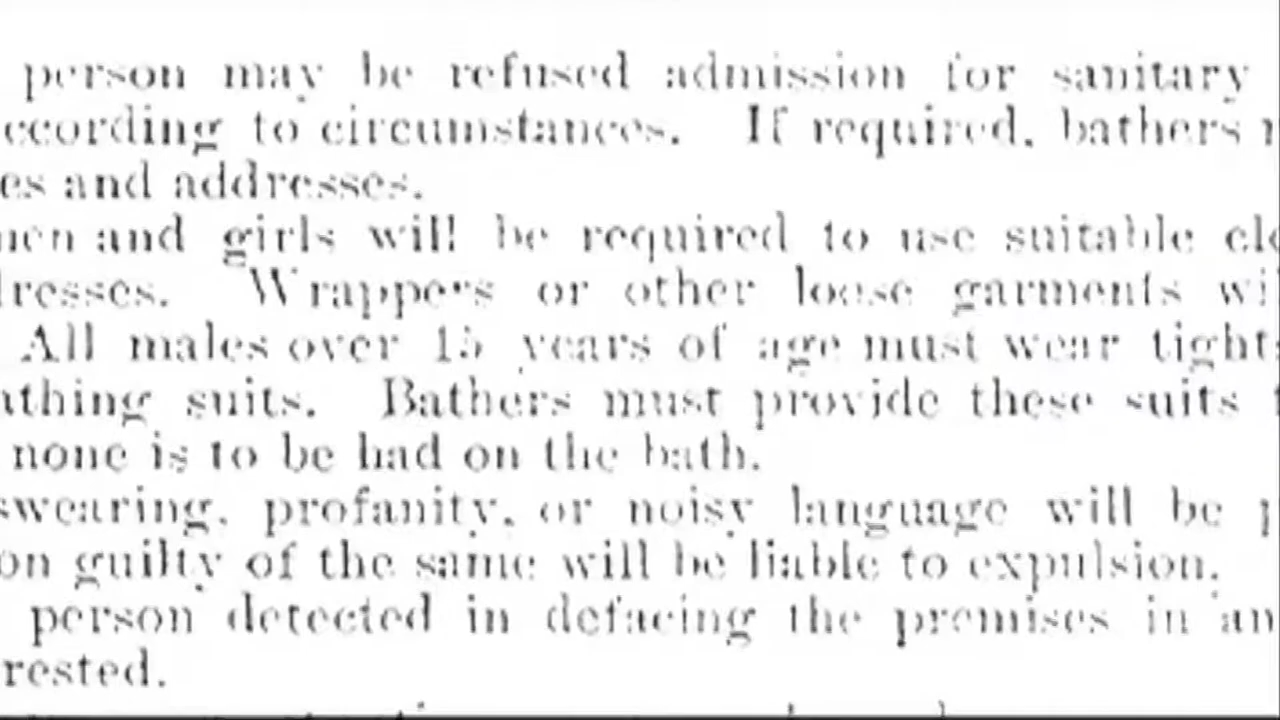 person may be refused admission for sanitary
ccording to circumstances. If required, bathers
es and addresses.
and girls will be required to use suitable
resses. Wrappers or other loose garments wi
All males over 15 years of age must wear tight
athing suits. Bathers must provide these suits
none is to be had on the bath.
swearing, profanity, or noisy language will be
on guilty of the same will be liable to expulsion.
person detected in defacing the premises in an
rested.